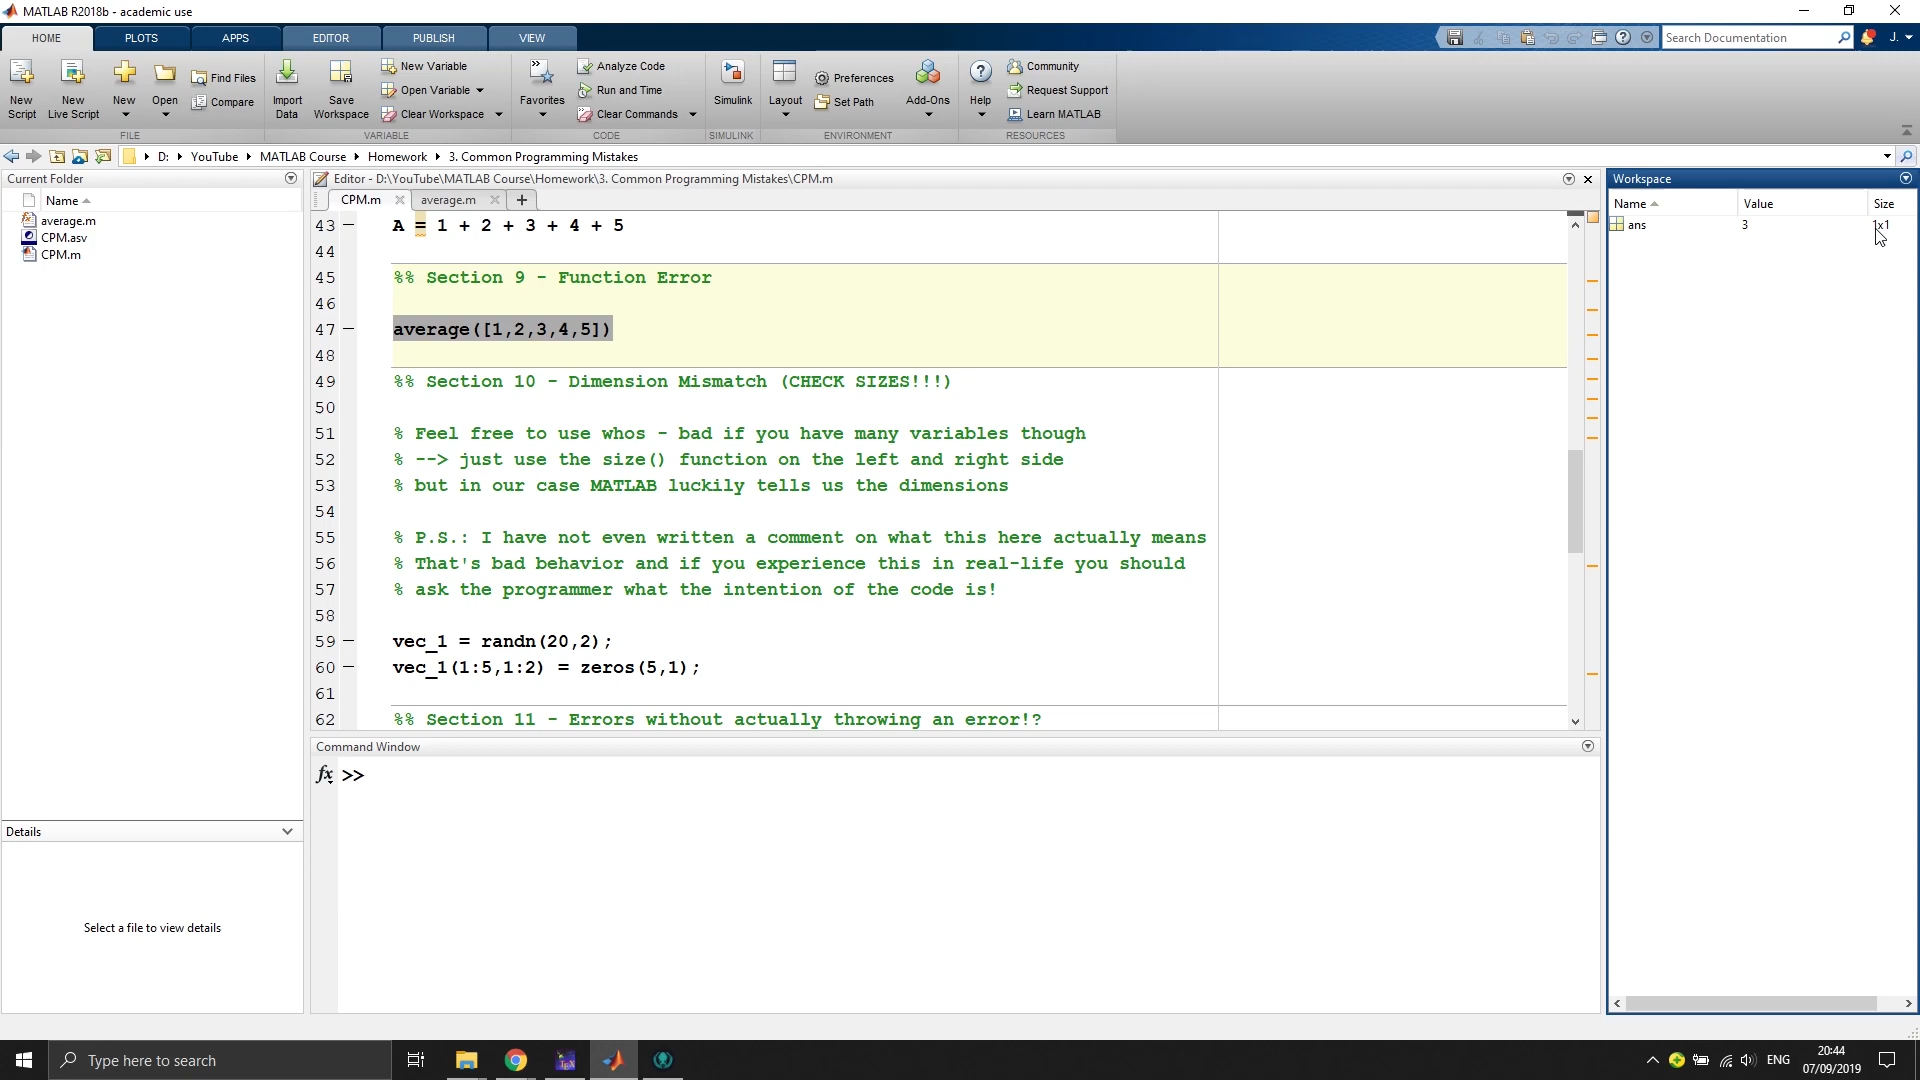 MATLAB R2018b - academic use
HOME
PLOTS
APPS
EDITOR
PUBLISH
VIEW
Search Documentation
J.
New Script
New Live Script
New
Open
Find Files
Compare
FILE
Import Data
Save Workspace
New Variable
Open Variable
Clear Workspace
VARIABLE
Favorites
Analyze Code
Run and Time
Clear Commands
CODE
Simulink
SIMULINK
Layout
Preferences
Set Path
Add-Ons
ENVIRONMENT
Help
Community
Request Support
Learn MATLAB
RESOURCES
D: YouTube MATLAB Course Homework 3. Common Programming Mistakes
Current Folder
Name
average.m
CPM.asv
CPM.m
Details
Select a file to view details
Editor - D:\YouTube\MATLAB Course\Homework\3. Common Programming Mistakes\CPM.m
CPM.m
average.m
43 A = 1 + 2 + 3 + 4 + 5
44
45 %% Section 9 - Function Error
46
47 average([1,2,3,4,5])
48
49 %% Section 10 - Dimension Mismatch (CHECK SIZES!!!)
50
51 % Feel free to use whos - bad if you have many variables though
52 % --> just use the size() function on the left and right side
53 % but in our case MATLAB luckily tells us the dimensions
54
55 % P.S.: I have not even written a comment on what this here actually means
56 % That's bad behavior and if you experience this in real-life you should
57 % ask the programmer what the intention of the code is!
58
59 vec_1 = randn(20,2);
60 vec_1(1:5,1:2) = zeros(5,1);
61
62 %% Section 11 - Errors without actually throwing an error!?
Command Window
fx >>
Workspace
Name Value Size
ans 3 1x1
Type here to search
ENG
20:44
07/09/2019